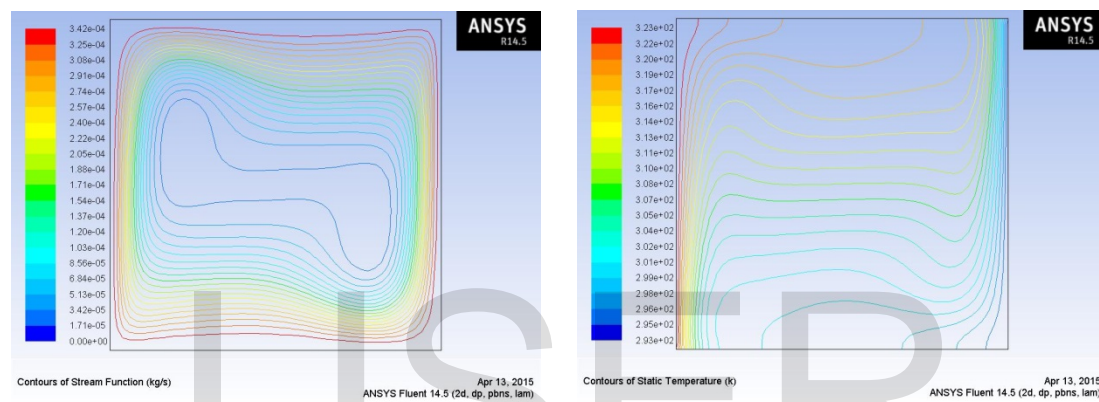 ANSYS
R14.5
3.42e-04
3.25e-04
3.08e-04
2.91e-04
2.74e-04
2.57e-04
2.40e-04
2.22e-04
2.05e-04
1.88e-04
1.71e-04
1.54e-04
1.37e-04
1.20e-04
1.03e-04
8.56e-05
6.84e-05
5.13e-05
3.42e-05
1.71e-05
0.00e+00
Contours of Stream Function (kg/s)
Apr 13, 2015
ANSYS Fluent 14.5 (2d, dp, pbns, lam)
ANSYS
R14.5
3.23e+02
3.22e+02
3.20e+02
3.19e+02
3.17e+02
3.16e+02
3.14e+02
3.13e+02
3.11e+02
3.10e+02
3.08e+02
3.07e+02
3.05e+02
3.04e+02
3.02e+02
3.01e+02
2.99e+02
2.98e+02
2.96e+02
2.95e+02
2.93e+02
Contours of Static Temperature (k)
Apr 13, 2015
ANSYS Fluent 14.5 (2d, dp, pbns, lam)
IJSER